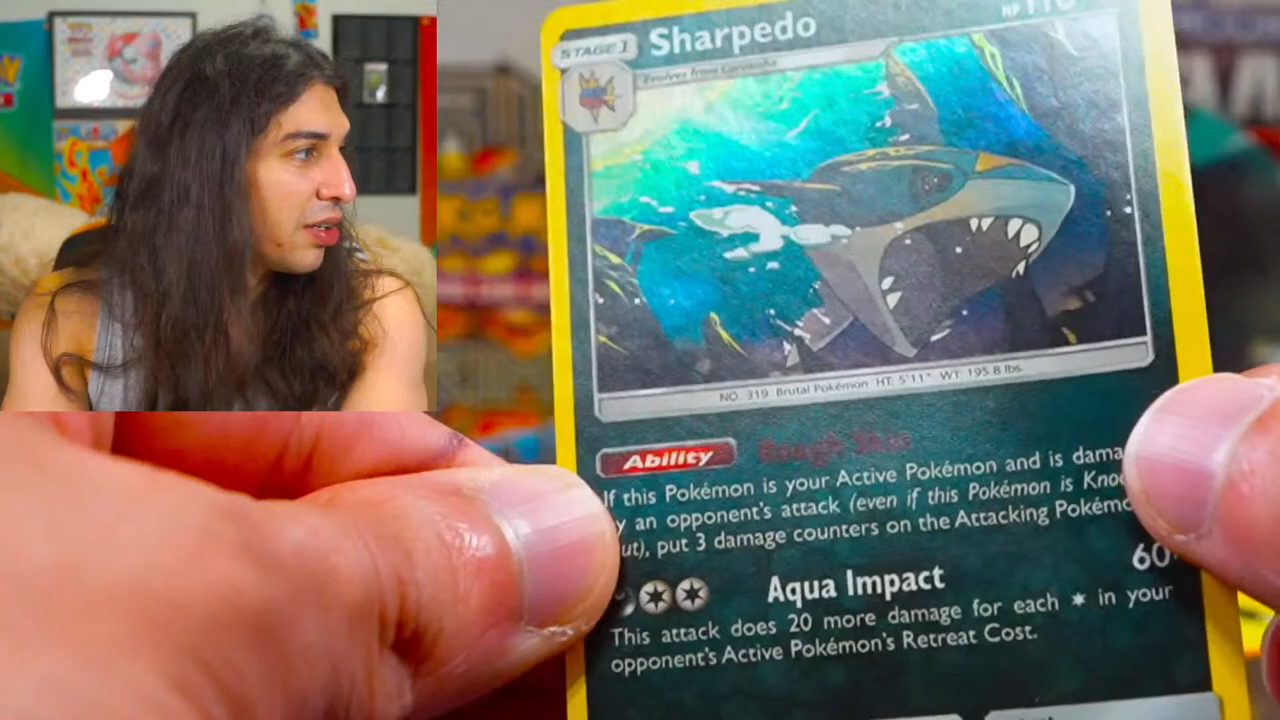 STAGE 1 Sharpedo
Evolves from Carvanha
NO. 319 Brutal Pokémon HT: 5'11" WT: 195.8 lbs.
Ability Rough Skin
If this Pokémon is your Active Pokémon and is dama
y an opponent's attack (even if this Pokémon is Knoc
ut), put 3 damage counters on the Attacking Pokémo
Aqua Impact 60
This attack does 20 more damage for each in your
opponent's Active Pokémon's Retreat Cost.